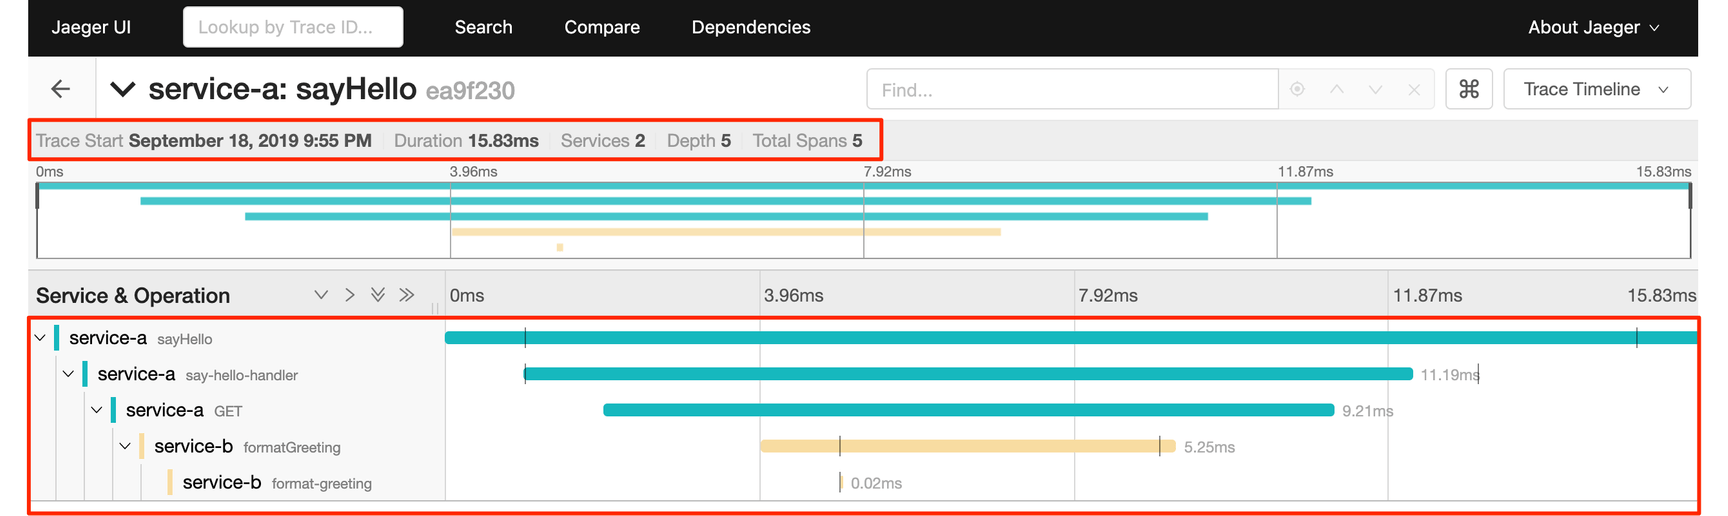 Jaeger UI Lookup by Trace ID... Search Compare Dependencies About Jaeger
service-a: sayHello ea9f230 Find... ⌘ Trace Timeline
Trace Start September 18, 2019 9:55 PM Duration 15.83ms Services 2 Depth 5 Total Spans 5
0ms 3.96ms 7.92ms 11.87ms 15.83ms
Service & Operation 0ms 3.96ms 7.92ms 11.87ms 15.83ms
service-a sayHello
service-a say-hello-handler 11.19ms
service-a GET 9.21ms
service-b formatGreeting 5.25ms
service-b format-greeting 0.02ms